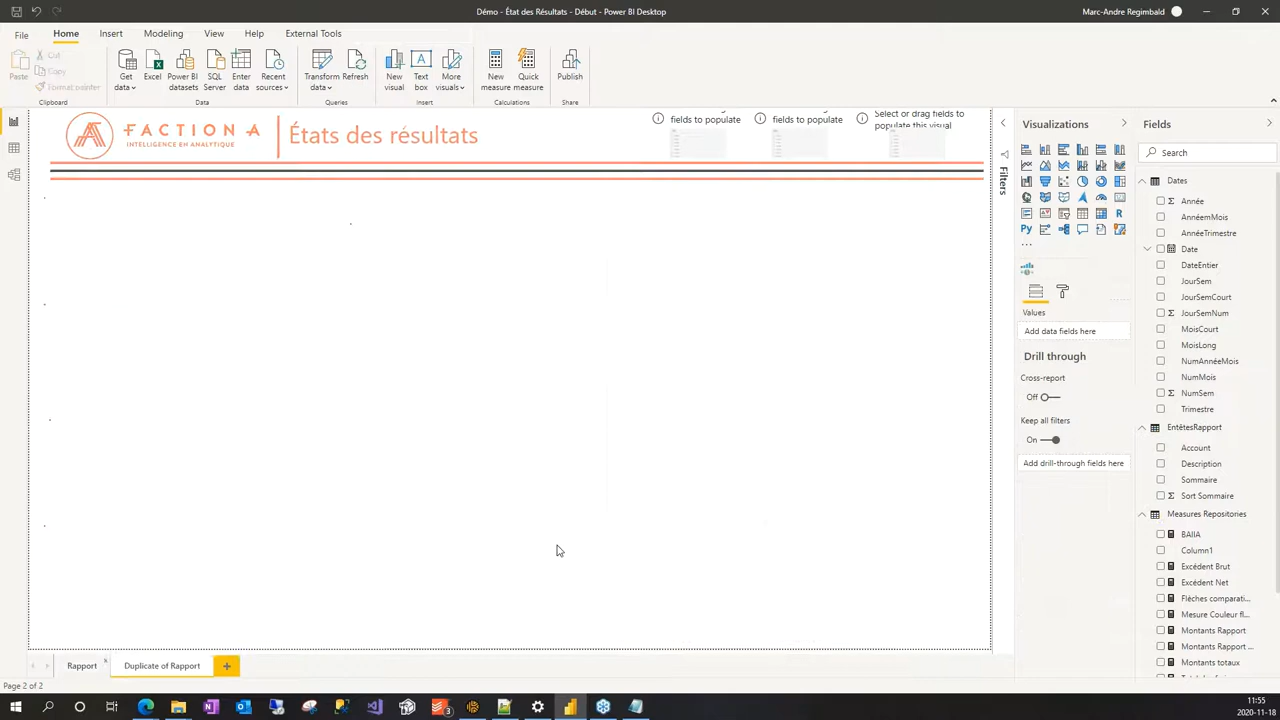 Démo - État des Résultats - Début - Power BI Desktop
Marc-Andre Regimbald
File
Home
Insert
Modeling
View
Help
External Tools
Paste
Cut
Copy
Format painter
Clipboard
Get data
Excel
Power BI datasets
SQL Server
Enter data
Recent sources
Data
Transform data
Refresh
Queries
New visual
Text box
More visuals
Insert
New measure
Quick measure
Calculations
Publish
Share
FACTION A
INTELLIGENCE EN ANALYTIQUE
États des résultats
fields to populate
fields to populate
Select or drag fields to
populate this visual
Filters
Visualizations
R
Py
Values
Add data fields here
Drill through
Cross-report
Off
Keep all filters
On
Add drill-through fields here
Fields
Search
Dates
Année
AnnéemMois
AnnéeTrimestre
Date
DateEntier
JourSem
JourSemCourt
JourSemNum
MoisCourt
MoisLong
NumAnnéeMois
NumMois
NumSem
Trimestre
EntêtesRapport
Account
Description
Sommaire
Sort Sommaire
Measures Repositories
BAIIA
Column1
Excédent Brut
Excédent Net
Flèches comparati...
Mesure Couleur fl...
Montants Rapport
Montants Rapport ...
Montants totaux
Rapport
Duplicate of Rapport
Page 2 of 2
3
11:55
2020-11-18